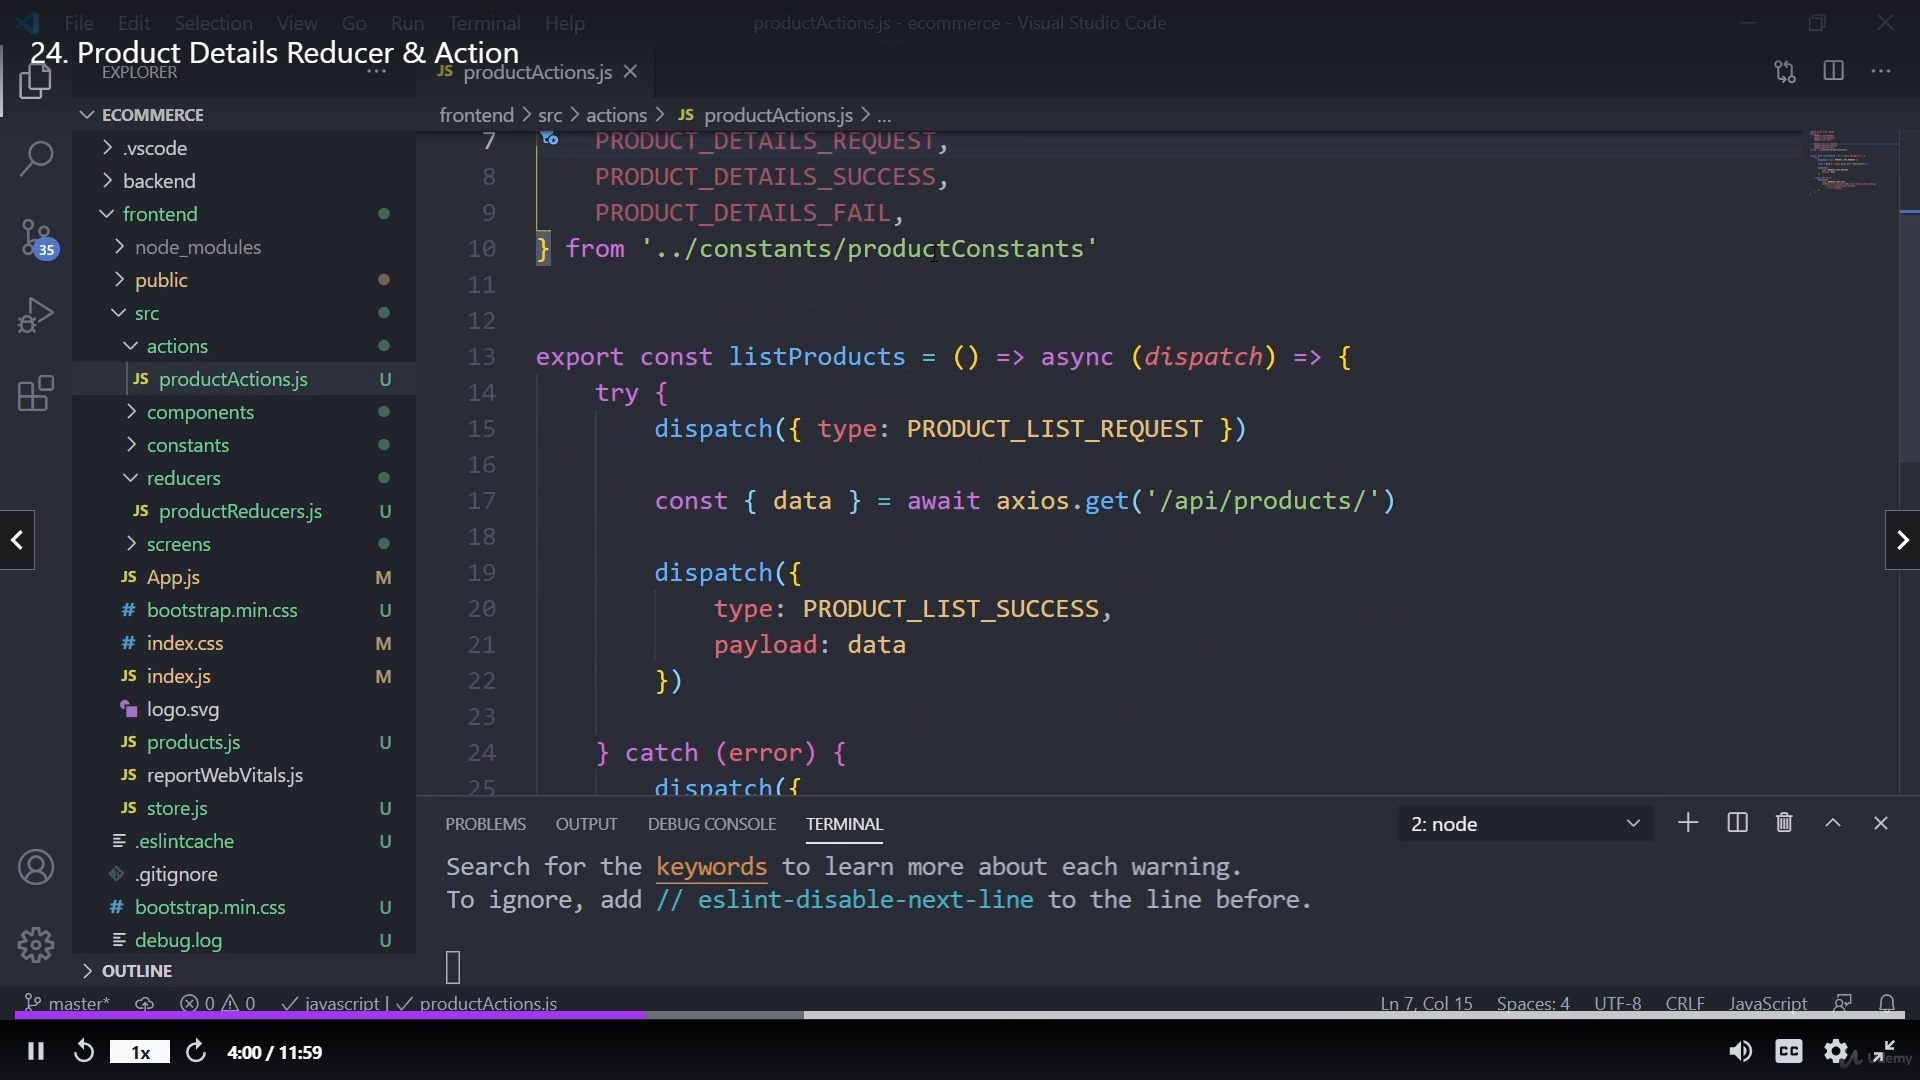 File Edit Selection View Go Run Terminal Help productActions.js - ecommerce - Visual Studio Code
24. Product Details Reducer & Action
EXPLORER
JS productActions.js
ECOMMERCE
frontend > src > actions > JS productActions.js > ...
.vscode
backend
frontend
node_modules
public
src
actions
JS productActions.js U
components
constants
reducers
JS productReducers.js U
screens
JS App.js M
# bootstrap.min.css U
# index.css M
JS index.js M
logo.svg
JS products.js U
JS reportWebVitals.js
JS store.js U
.eslintcache U
.gitignore
# bootstrap.min.css U
debug.log U
OUTLINE
35
7 PRODUCT_DETAILS_REQUEST,
8 PRODUCT_DETAILS_SUCCESS,
9 PRODUCT_DETAILS_FAIL,
10 } from '../constants/productConstants'
11
12
13 export const listProducts = () => async (dispatch) => {
14 try {
15 dispatch({ type: PRODUCT_LIST_REQUEST })
16
17 const { data } = await axios.get('/api/products/')
18
19 dispatch({
20 type: PRODUCT_LIST_SUCCESS,
21 payload: data
22 })
23
24 } catch (error) {
25 dispatch({
PROBLEMS OUTPUT DEBUG CONSOLE TERMINAL 2: node
Search for the keywords to learn more about each warning.
To ignore, add // eslint-disable-next-line to the line before.
master* 0 0 javascript | productActions.js Ln 7, Col 15 Spaces: 4 UTF-8 CRLF JavaScript
1x 4:00 / 11:59 CC Udemy